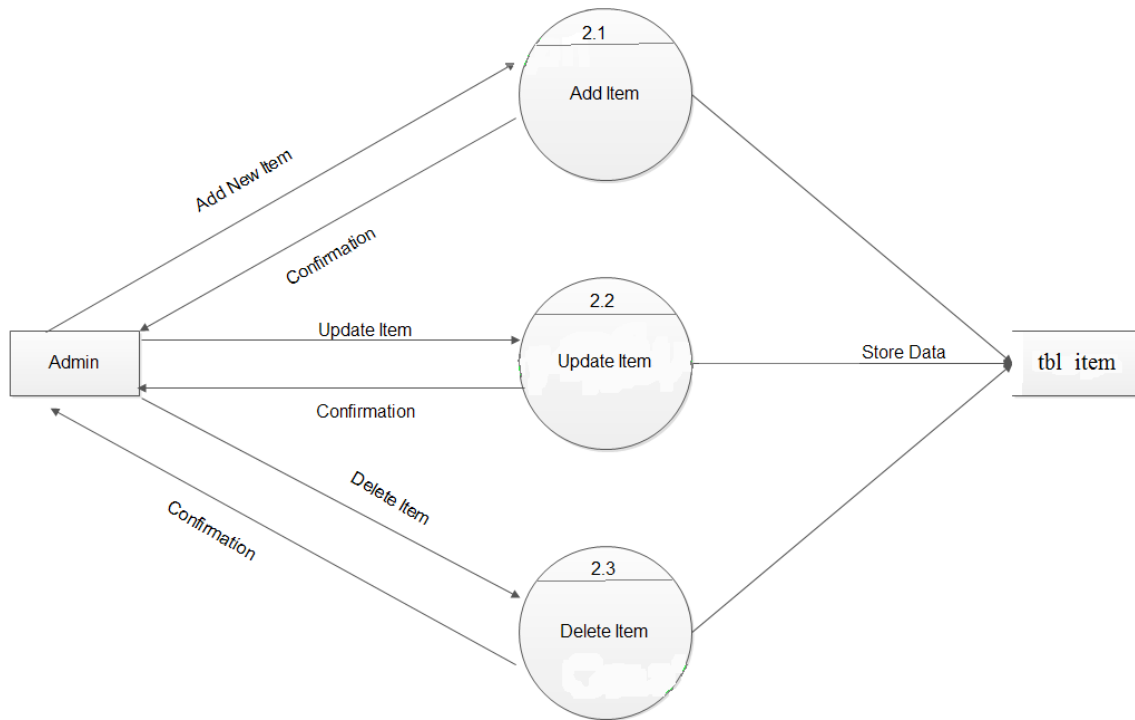 2.1
Add Item
Add New Item
Confirmation
2.2
Update Item
Store Data
tbl item
Admin
Update Item
Confirmation
Delete Item
Confirmation
2.3
Delete Item